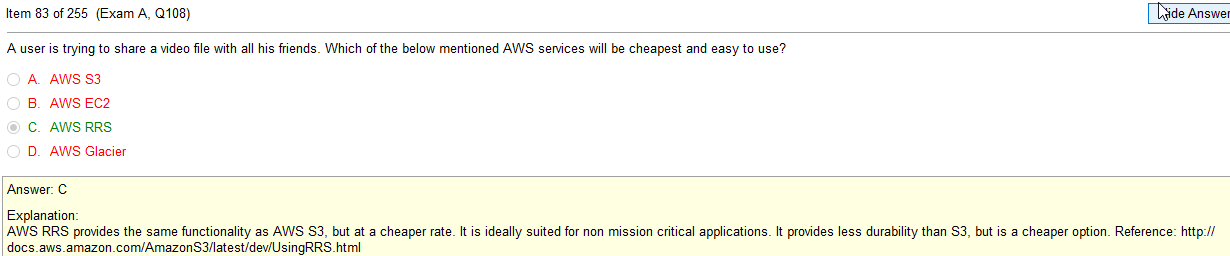 Item 83 of 255 (Exam A, Q108)
ide Answer
A user is trying to share a video file with all his friends. Which of the below mentioned AWS services will be cheapest and easy to use?
A. AWS S3
B. AWS EC2
C. AWS RRS
D. AWS Glacier
Answer: C
Explanation:
AWS RRS provides the same functionality as AWS S3, but at a cheaper rate. It is ideally suited for non mission critical applications. It provides less durability than S3, but is a cheaper option. Reference: http://
docs.aws.amazon.com/AmazonS3/latest/dev/UsingRRS.html